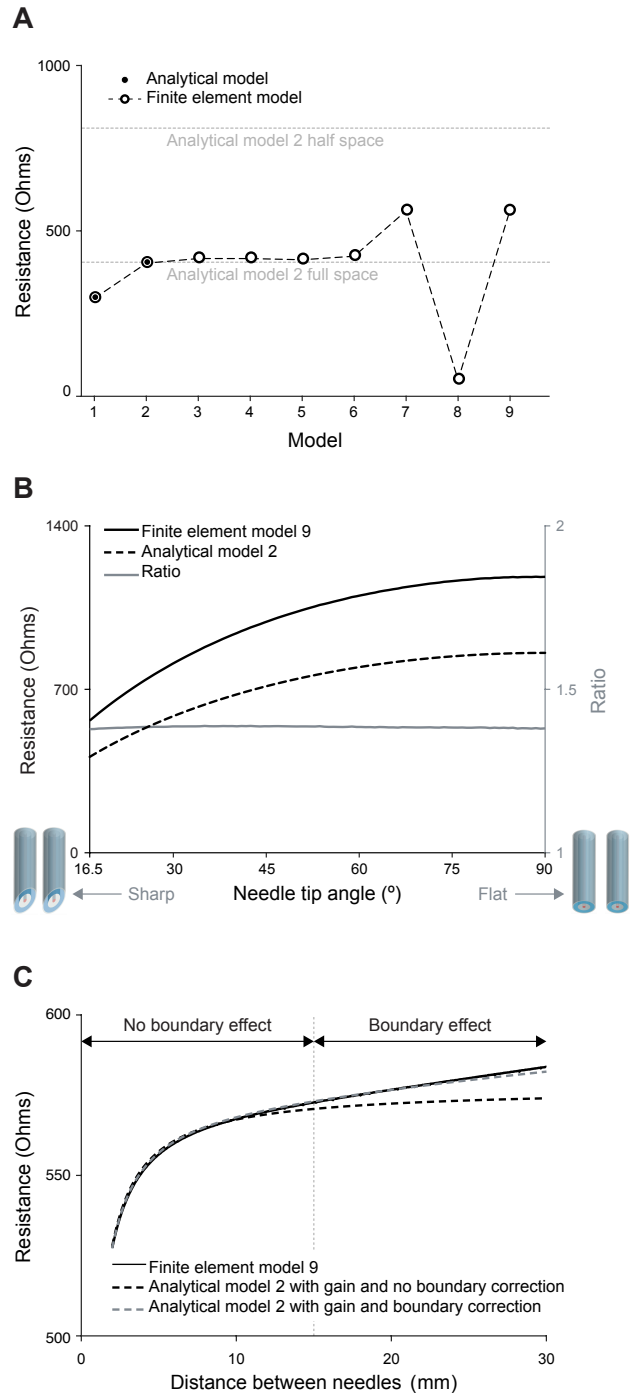 A
1000
Analytical model
Finite element model
Analytical model 2 half space
Resistance (Ohms)
500
Analytical model 2 full space
0
1 2 3 4 5 6 7 8 9
Model
B
1400
2
Finite element model 9
Analytical model 2
Ratio
Resistance (Ohms)
700
1.5
Ratio
0
1
16.5 30 45 60 75 90
Sharp
Needle tip angle (º)
Flat
C
600
No boundary effect
Boundary effect
Resistance (Ohms)
550
Finite element model 9
Analytical model 2 with gain and no boundary correction
Analytical model 2 with gain and boundary correction
500
0 10 20 30
Distance between needles (mm)